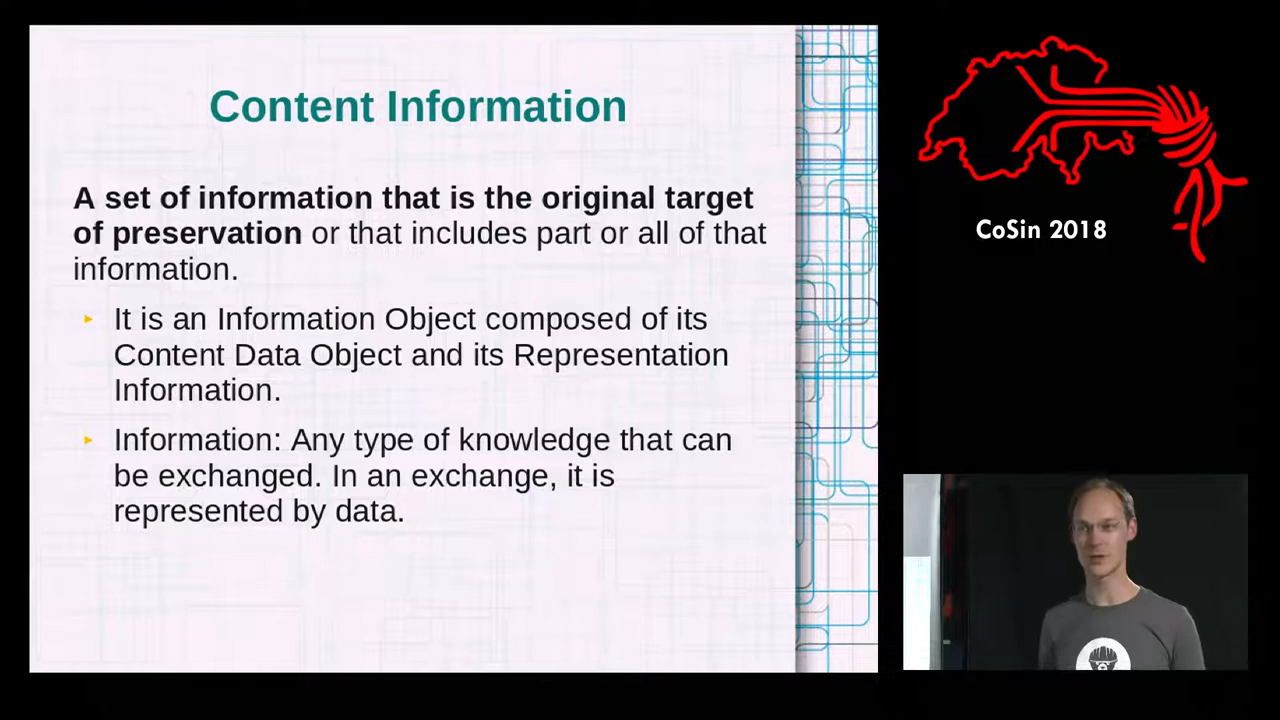 Content Information
A set of information that is the original target
of preservation or that includes part or all of that
information.
It is an Information Object composed of its
Content Data Object and its Representation
Information.
Information: Any type of knowledge that can
be exchanged. In an exchange, it is
represented by data.
CoSin 2018